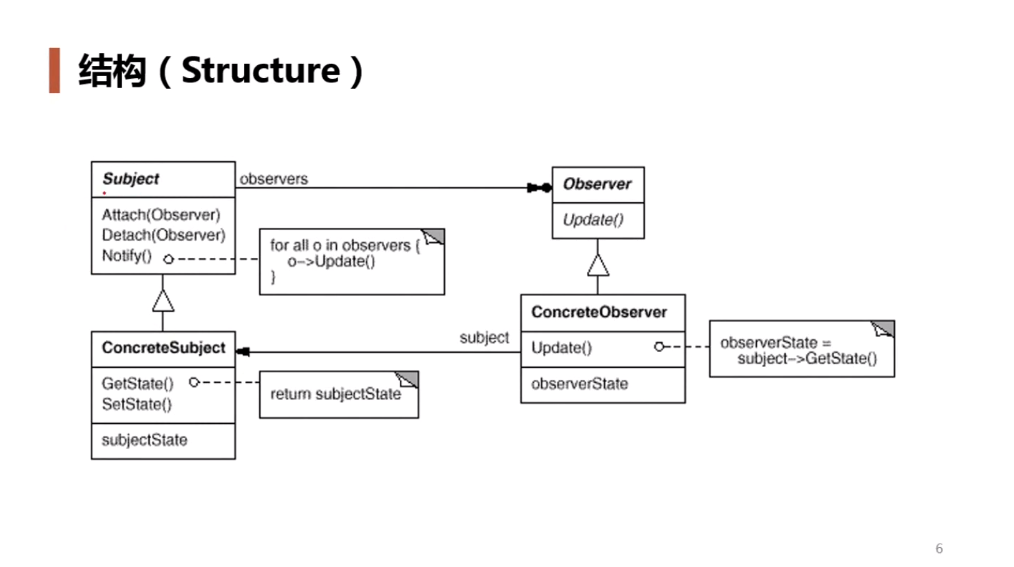 结构（Structure）
Subject
Attach(Observer)
Detach(Observer)
Notify()
observers
for all o in observers {
o->Update()
}
Observer
Update()
ConcreteSubject
GetState()
SetState()
subjectState
return subjectState
subject
ConcreteObserver
Update()
observerState
observerState =
subject->GetState()
6